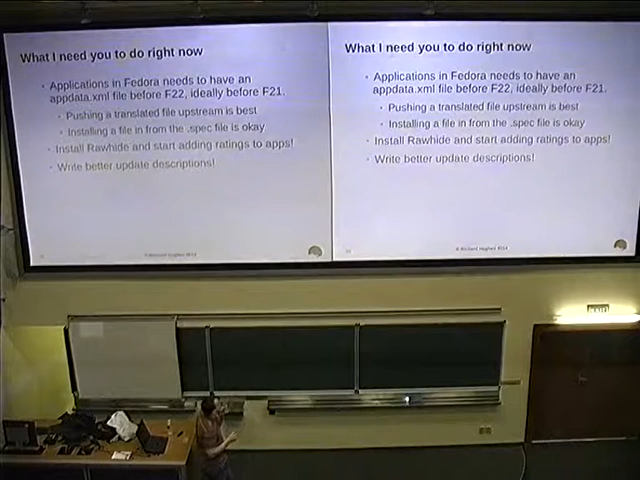 What I need you to do right now
• Applications in Fedora needs to have an
appdata.xml file before F22, ideally before F21.
• Pushing a translated file upstream is best
• Installing a file in from the .spec file is okay
• Install Rawhide and start adding ratings to apps!
• Write better update descriptions!
© Richard Hughes 2014
What I need you to do right now
• Applications in Fedora needs to have an
appdata.xml file before F22, ideally before F21.
• Pushing a translated file upstream is best
• Installing a file in from the .spec file is okay
• Install Rawhide and start adding ratings to apps!
• Write better update descriptions!
© Richard Hughes 2014